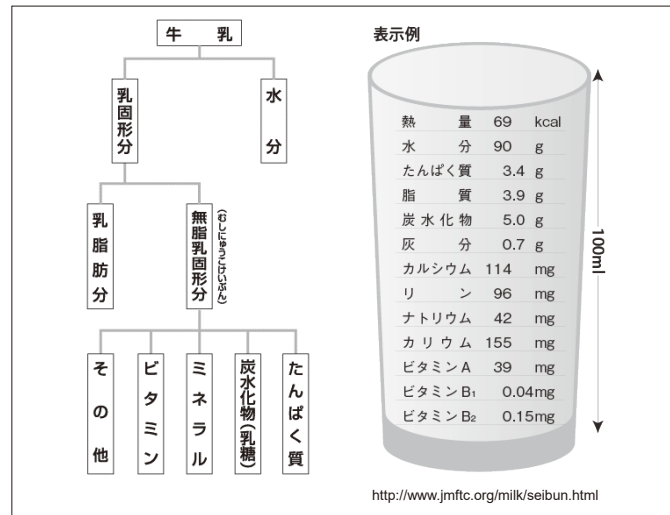 牛 乳
乳固形分
水 分
乳脂肪分
無脂乳固形分
(むしにゅうこけいぶん)
その他
ビタミン
ミネラル
炭水化物(乳糖)
たんぱく質
表示例
熱 量 69 kcal
水 分 90 g
たんぱく質 3.4 g
脂 質 3.9 g
炭水化物 5.0 g
灰 分 0.7 g
カルシウム 114 mg
リ ン 96 mg
ナトリウム 42 mg
カリウム 155 mg
ビタミンA 39 mg
ビタミンB1 0.04mg
ビタミンB2 0.15mg
100ml
http://www.jmftc.org/milk/seibun.html